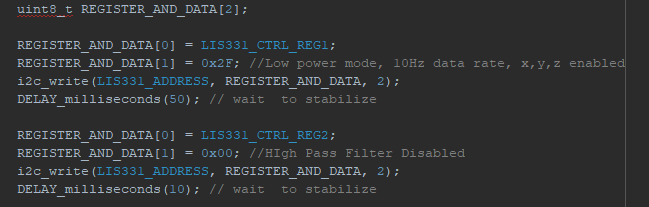 uint8_t REGISTER_AND_DATA[2];
REGISTER_AND_DATA[0] = LIS331_CTRL_REG1;
REGISTER_AND_DATA[1] = 0x2F; //Low power mode, 10Hz data rate, x,y,z enabled
i2c_write(LIS331_ADDRESS, REGISTER_AND_DATA, 2);
DELAY_milliseconds(50); // wait  to stabilize
REGISTER_AND_DATA[0] = LIS331_CTRL_REG2;
REGISTER_AND_DATA[1] = 0x00; //HIgh Pass Filter Disabled
i2c_write(LIS331_ADDRESS, REGISTER_AND_DATA, 2);
DELAY_milliseconds(10); // wait  to stabilize